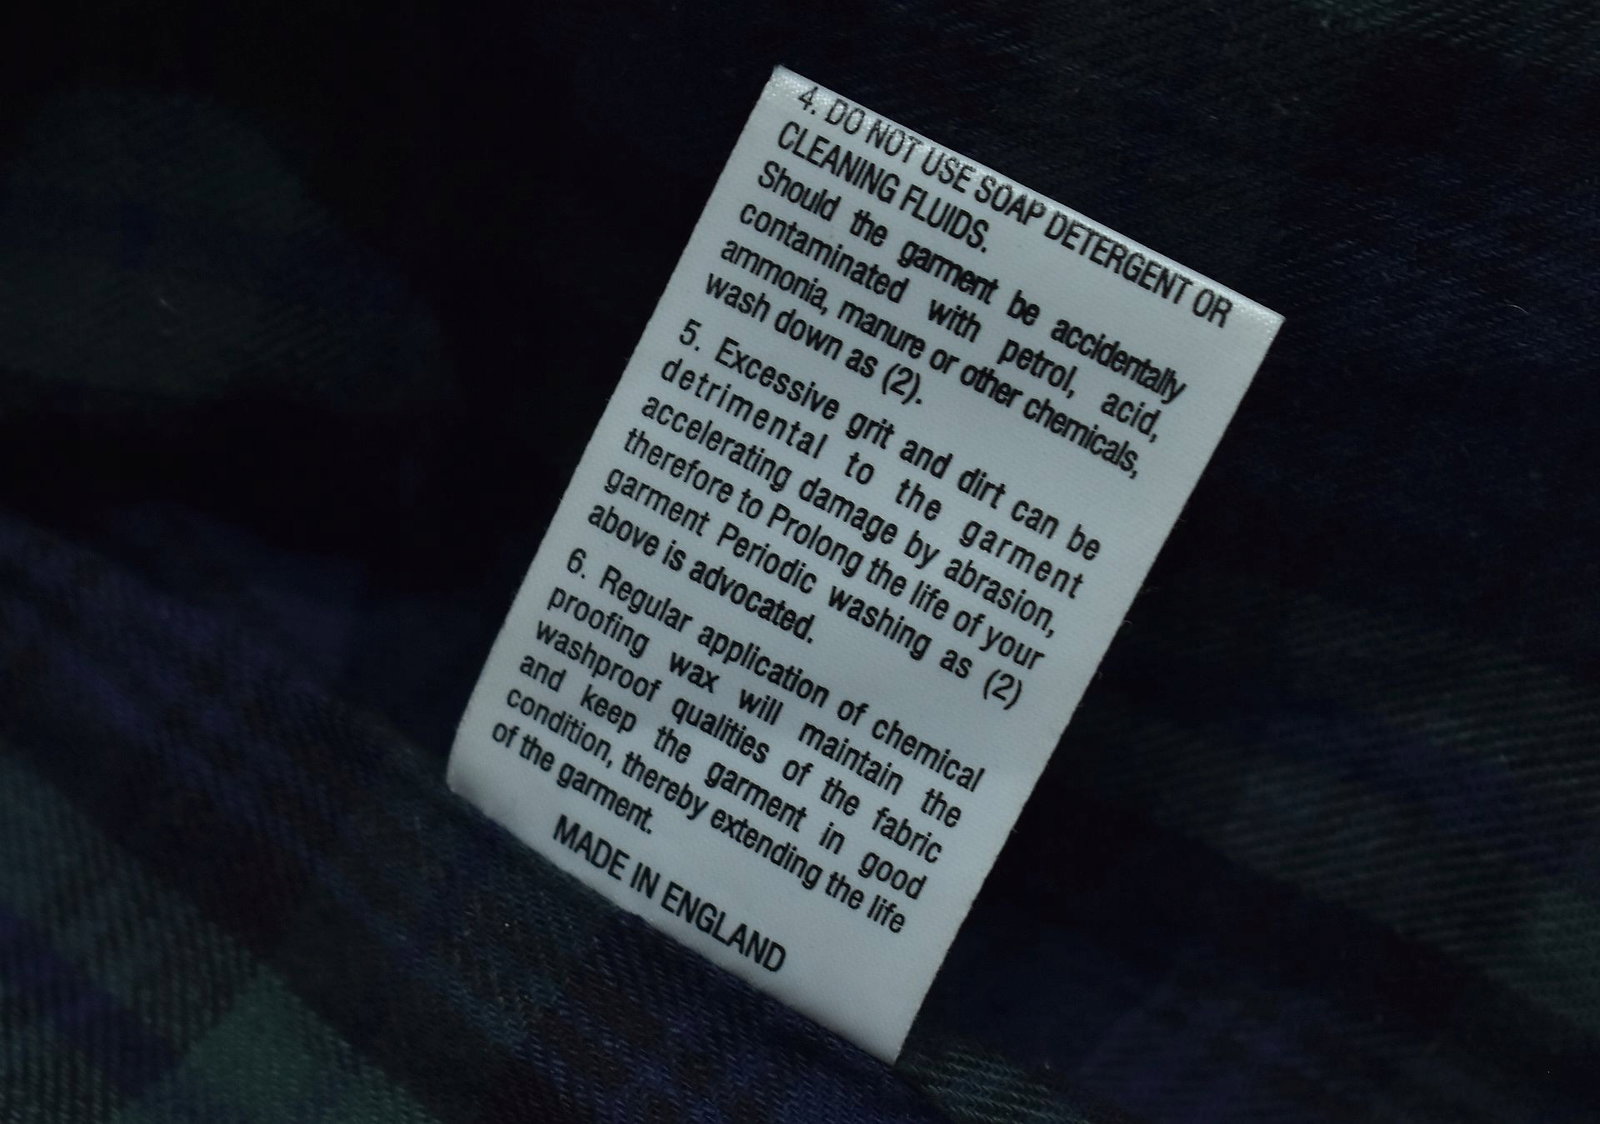 4. DO NOT USE SOAP DETERGENT OR
CLEANING FLUIDS.
Should the garment be accidentally
contaminated with petrol, acid,
ammonia, manure or other chemicals,
wash down as (2).
5. Excessive grit and dirt can be
detrimental to the garment
accelerating damage by abrasion,
therefore to Prolong the life of your
garment Periodic washing as (2)
above is advocated.
6. Regular application of chemical
proofing wax will maintain the
washproof qualities of the fabric
and keep the garment in good
condition, thereby extending the life
of the garment.
MADE IN ENGLAND